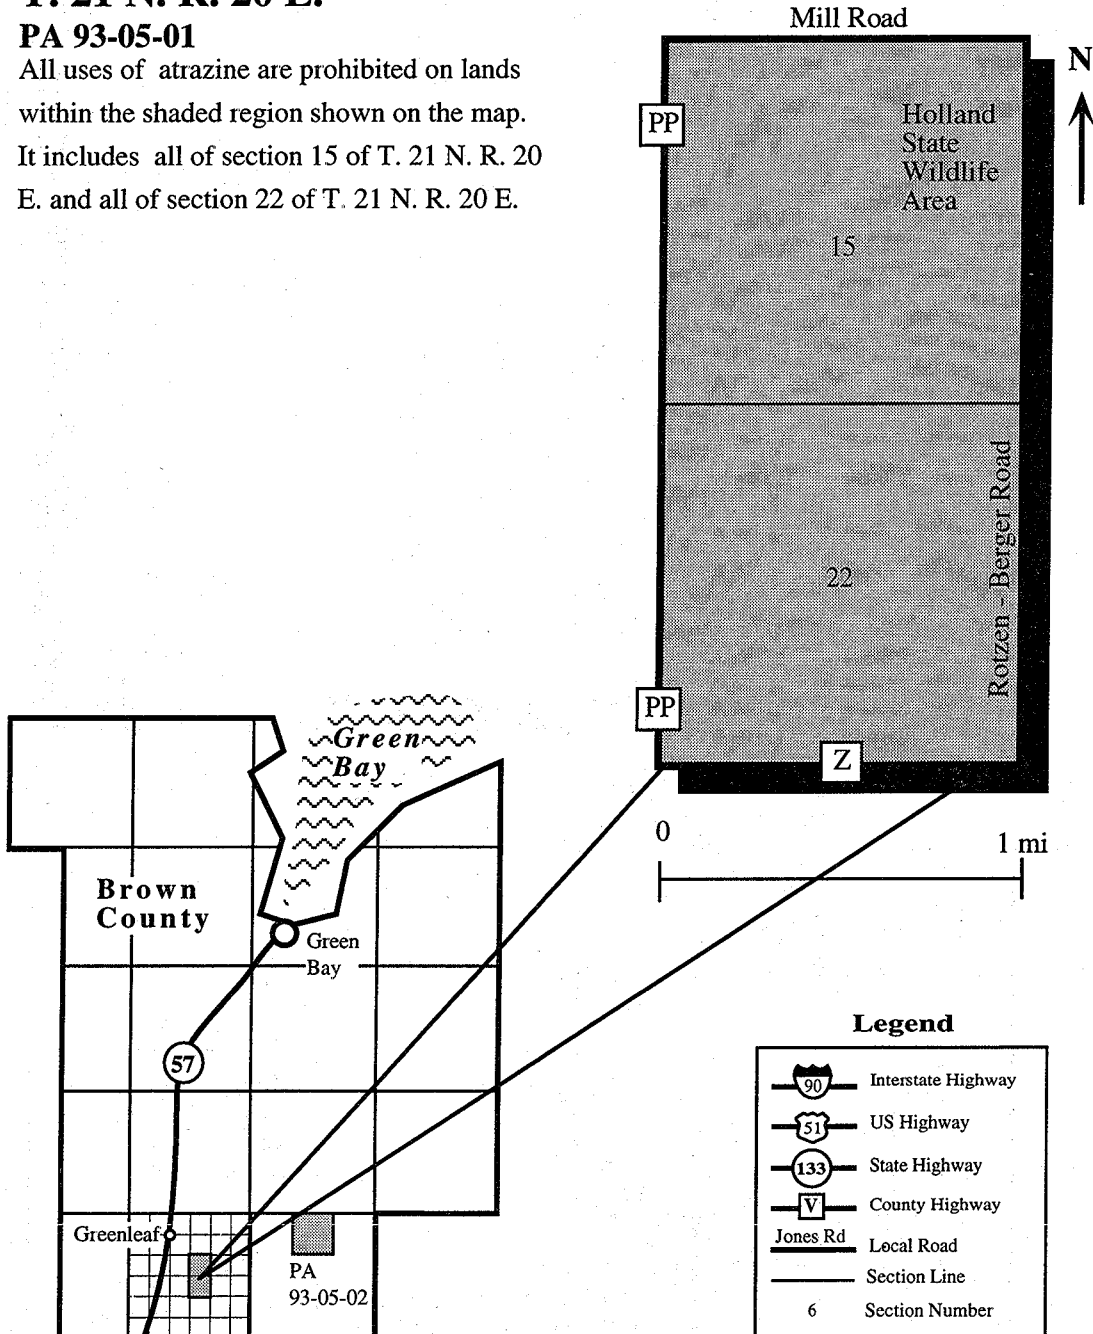 T. 21 N. R. 20 E.
PA 93-05-01
All uses of atrazine are prohibited on lands
within the shaded region shown on the map.
It includes all of section 15 of T. 21 N. R. 20
E. and all of section 22 of T. 21 N. R. 20 E.
Mill Road
N
PP
Holland
State
Wildlife
Area
15
22
Rotzen - Berger Road
PP
Z
0
1 mi
Green
Bay
Brown
County
Green
Bay
57
Greenleaf
PA
93-05-02
Legend
90 Interstate Highway
51 US Highway
133 State Highway
V County Highway
Jones Rd Local Road
Section Line
6 Section Number